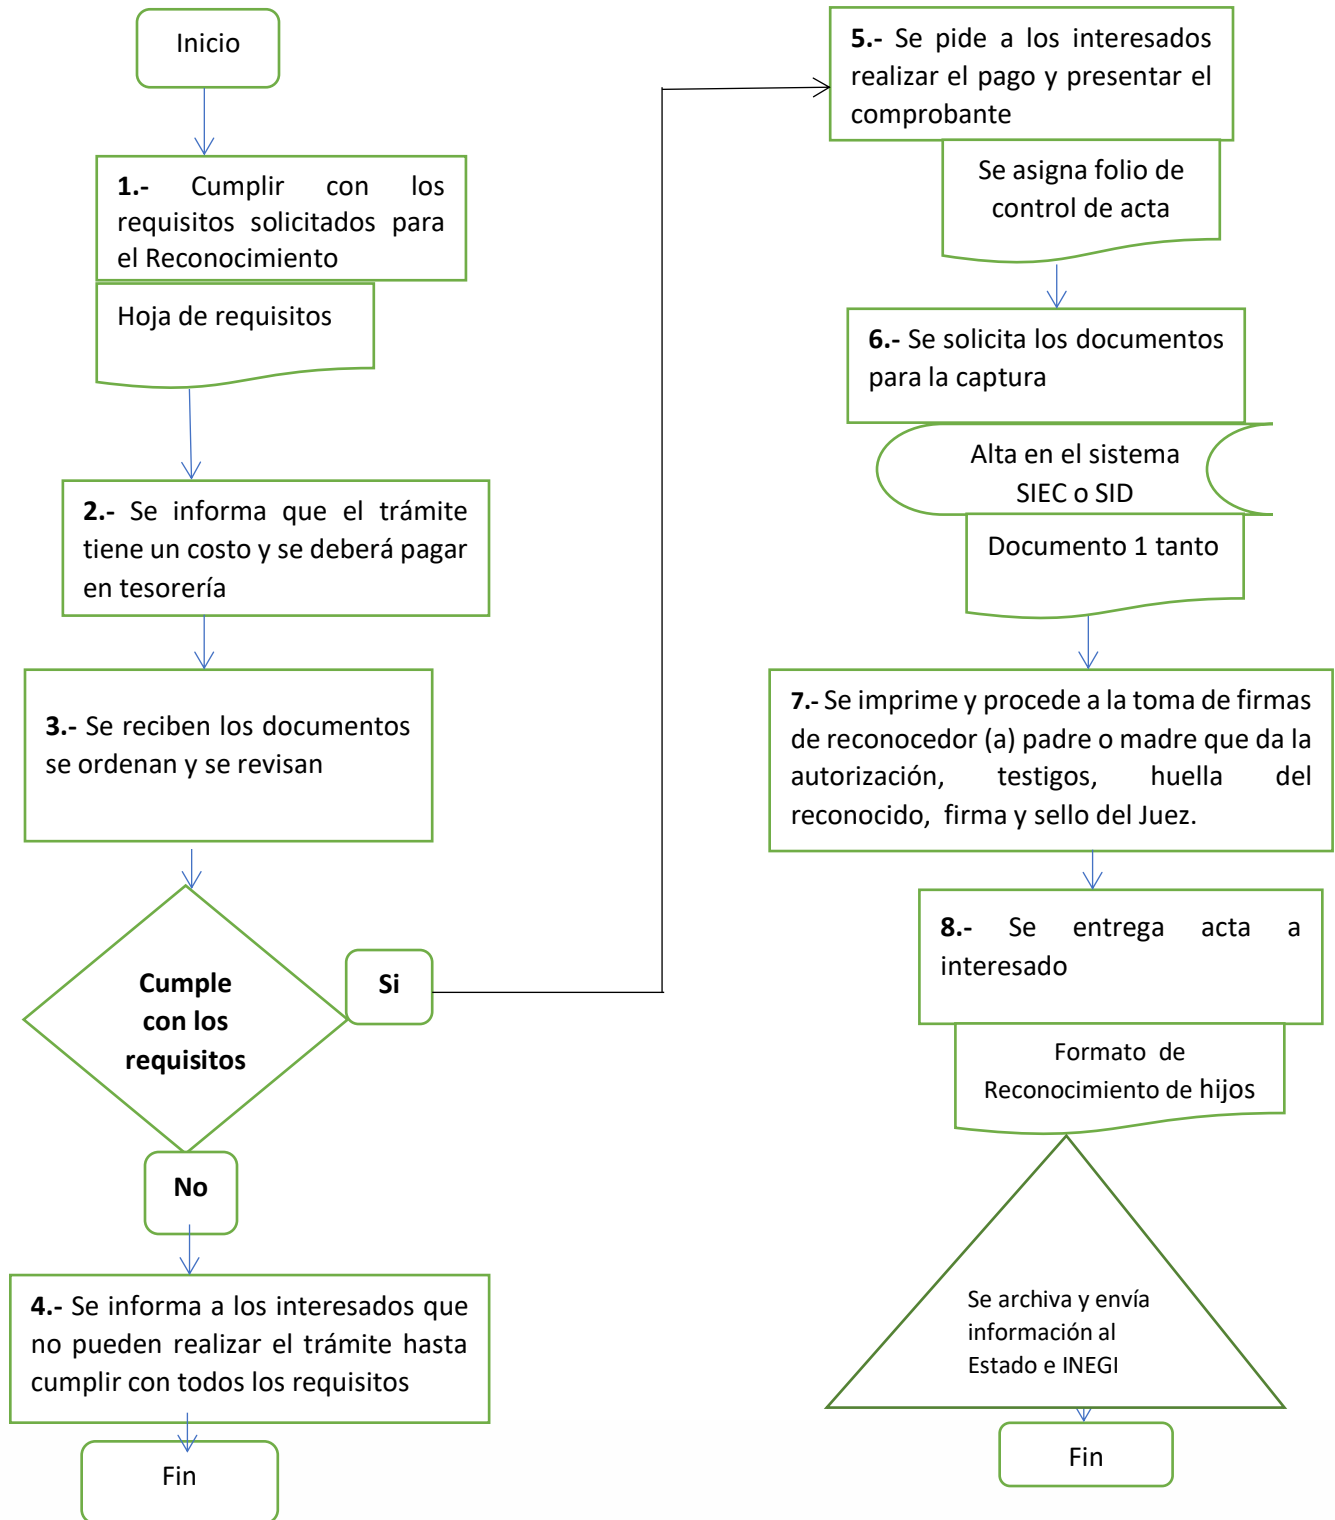 Inicio
1.- Cumplir con los
requisitos solicitados para
el Reconocimiento
Hoja de requisitos
2.- Se informa que el trámite
tiene un costo y se deberá pagar
en tesorería
3.- Se reciben los documentos
se ordenan y se revisan
Cumple
con los
requisitos
Si
No
4.- Se informa a los interesados que
no pueden realizar el trámite hasta
cumplir con todos los requisitos
Fin
5.- Se pide a los interesados
realizar el pago y presentar el
comprobante
Se asigna folio de
control de acta
6.- Se solicita los documentos
para la captura
Alta en el sistema
SIEC o SID
Documento 1 tanto
7.- Se imprime y procede a la toma de firmas
de reconocedor (a) padre o madre que da la
autorización, testigos, huella del
reconocido, firma y sello del Juez.
8.- Se entrega acta a
interesado
Formato de
Reconocimiento de hijos
Se archiva y envía
información al
Estado e INEGI
Fin